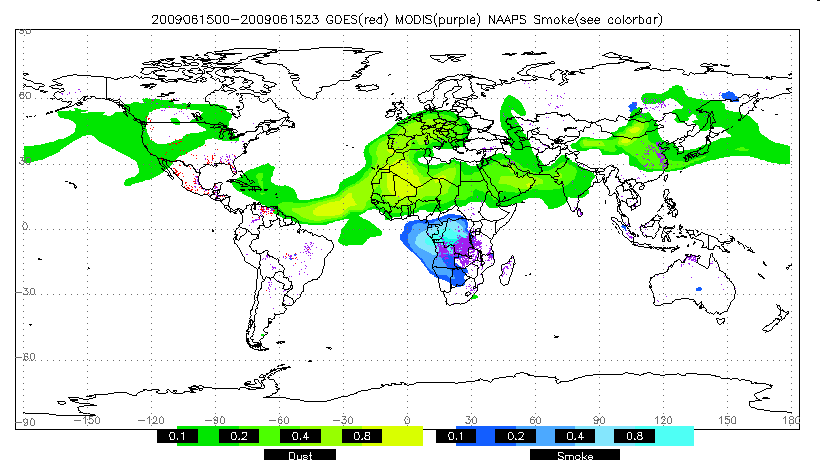 2009061500-2009061523 GOES(red) MODIS(purple) NAAPS Smoke(see colorbar)
90
60
30
0
-30
-60
-90 -150 -120 -90 -60 -30 0 30 60 90 120 150 180
0.1 0.2 0.4 0.8 0.1 0.2 0.4 0.8
Dust Smoke